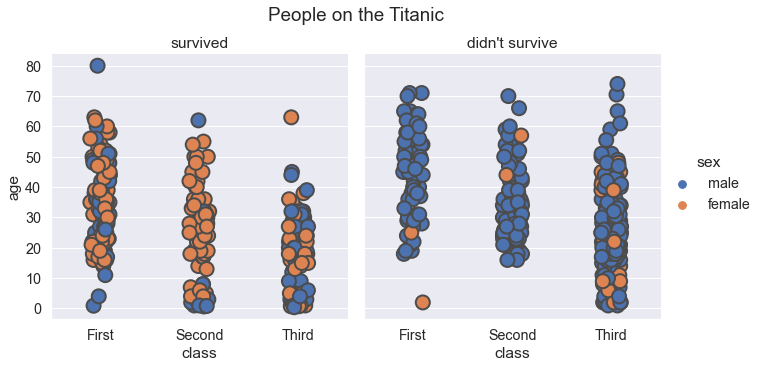 People on the Titanic
survived
didn't survive
80
70
60
50
40
30
20
10
0
age
First Second Third
class
First Second Third
class
sex
male
female